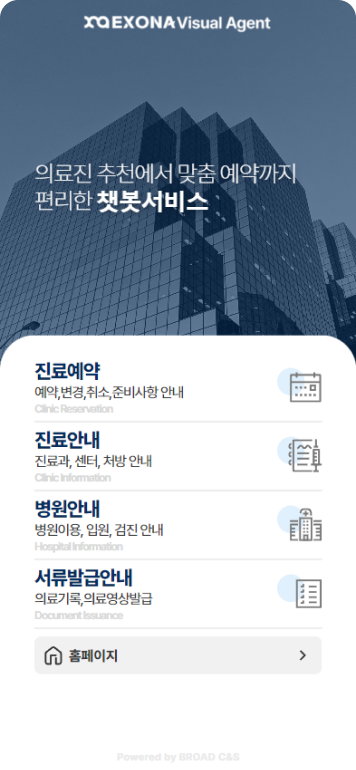 EXONA Visual Agent
의료진 추천에서 맞춤 예약까지
편리한 챗봇서비스
진료예약
예약,변경,취소,준비사항 안내
Clinic Reservation
진료안내
진료과, 센터, 처방 안내
Clinic Information
병원안내
병원이용, 입원, 검진 안내
Hospital Information
서류발급안내
의료기록,의료영상발급
Document Issuance
홈페이지
Powered by BROAD C&S